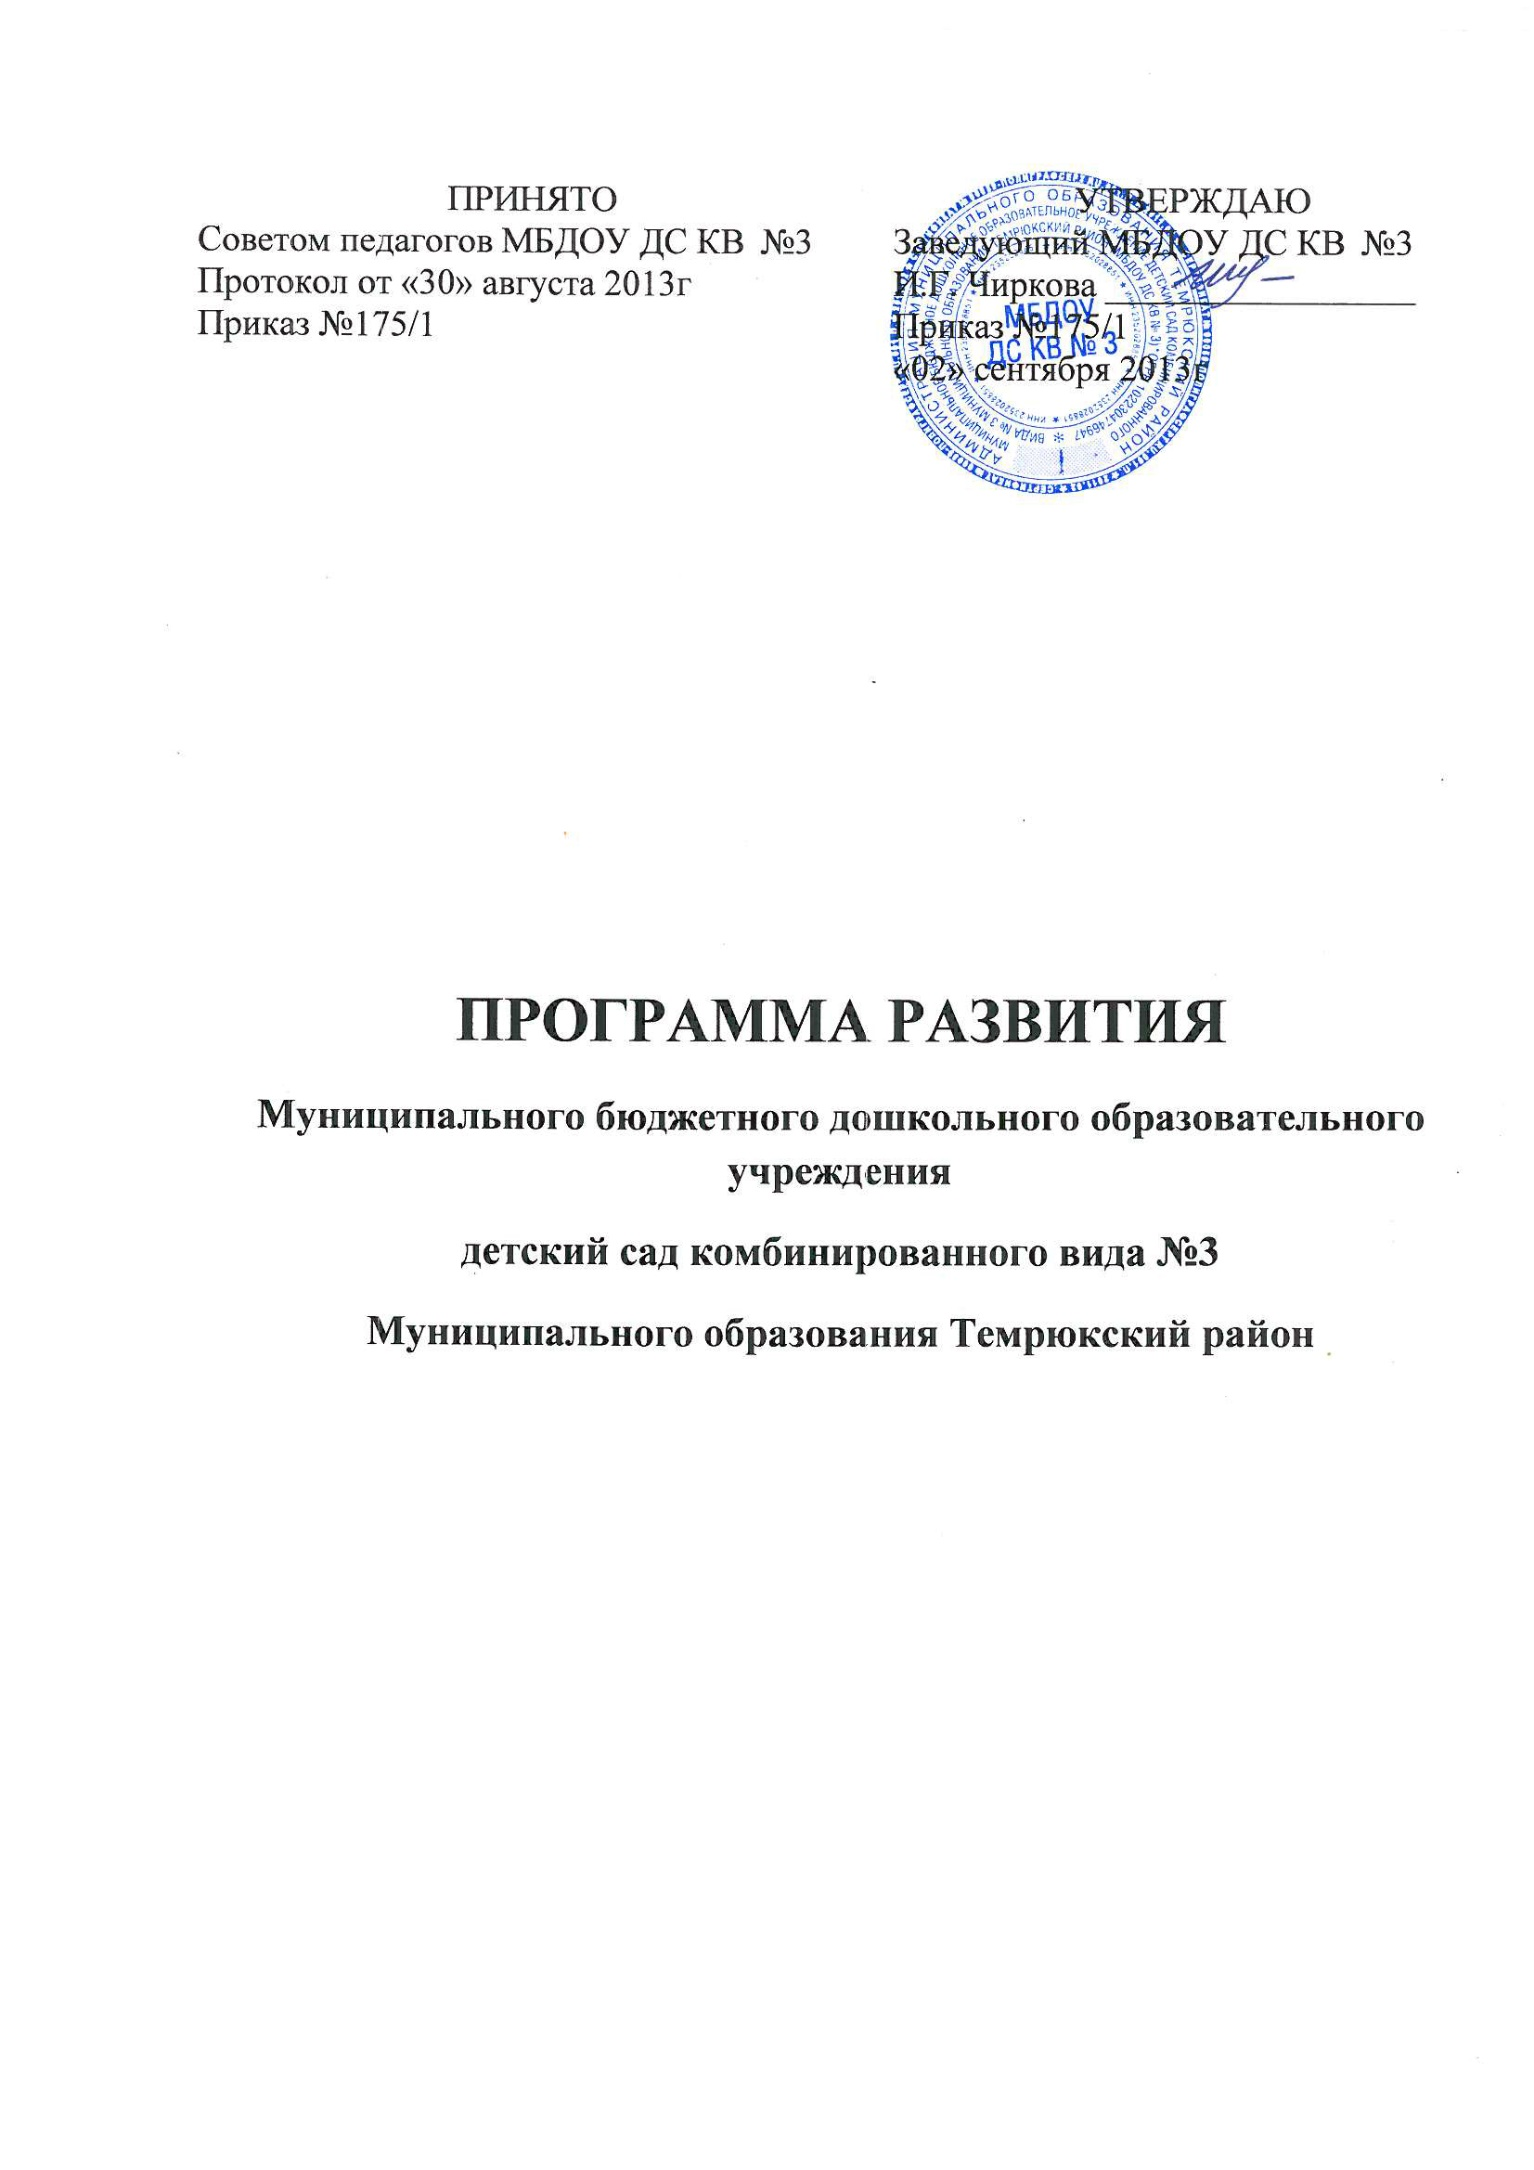 ПРИНЯТО
Советом педагогов МБДОУ ДС КВ №3
Протокол от «30» августа 2013г
Приказ №175/1
УТВЕРЖДАЮ
Заведующий МБДОУ ДС КВ №3
И.Г. Чиркова
Приказ №175/1
«02» сентября 2013г
МБДОУ
ДС КВ № 3
ПРОГРАММА РАЗВИТИЯ
Муниципального бюджетного дошкольного образовательного
учреждения
детский сад комбинированного вида №3
Муниципального образования Темрюкский район